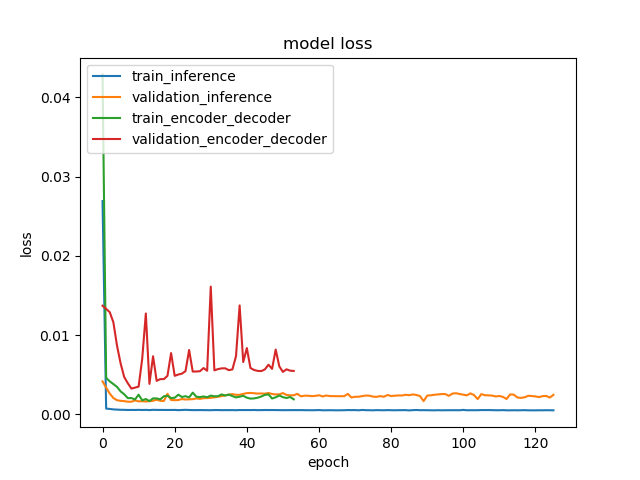 model loss
train_inference
validation_inference
train_encoder_decoder
validation_encoder_decoder
loss
0.04
0.03
0.02
0.01
0.00
0 20 40 60 80 100 120
epoch